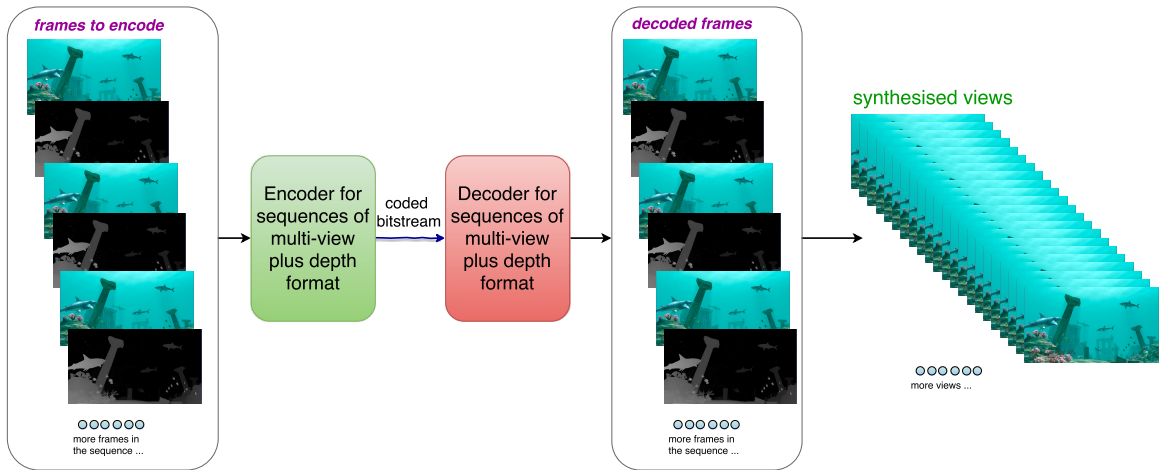 frames to encode
more frames in
the sequence ...
Encoder for
sequences of
multi-view
plus depth
format
coded
bitstream
Decoder for
sequences of
multi-view
plus depth
format
decoded frames
more frames in
the sequence ...
synthesised views
more views ...